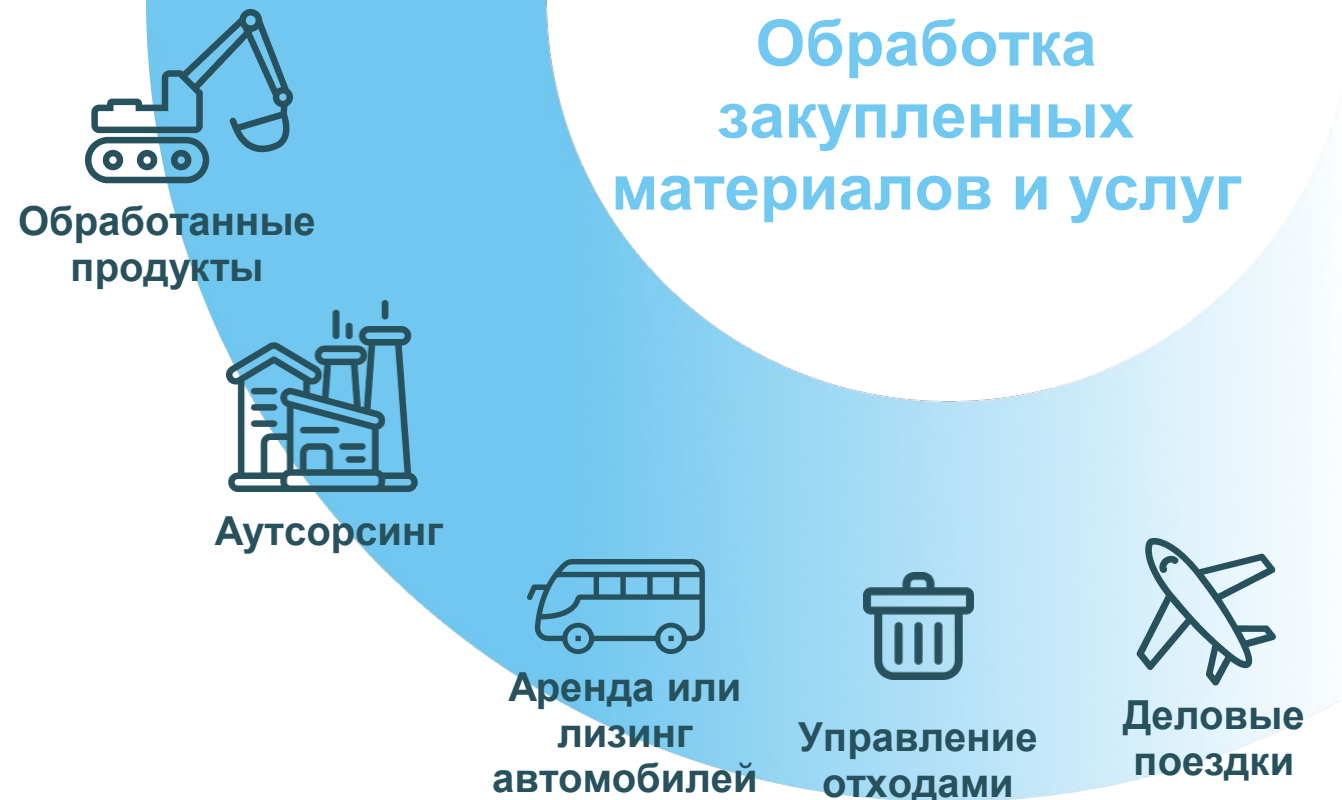 Обработка
закупленных
материалов и услуг
Обработанные
продукты
Аутсорсинг
Аренда или
лизинг
автомобилей
Управление
отходами
Деловые
поездки